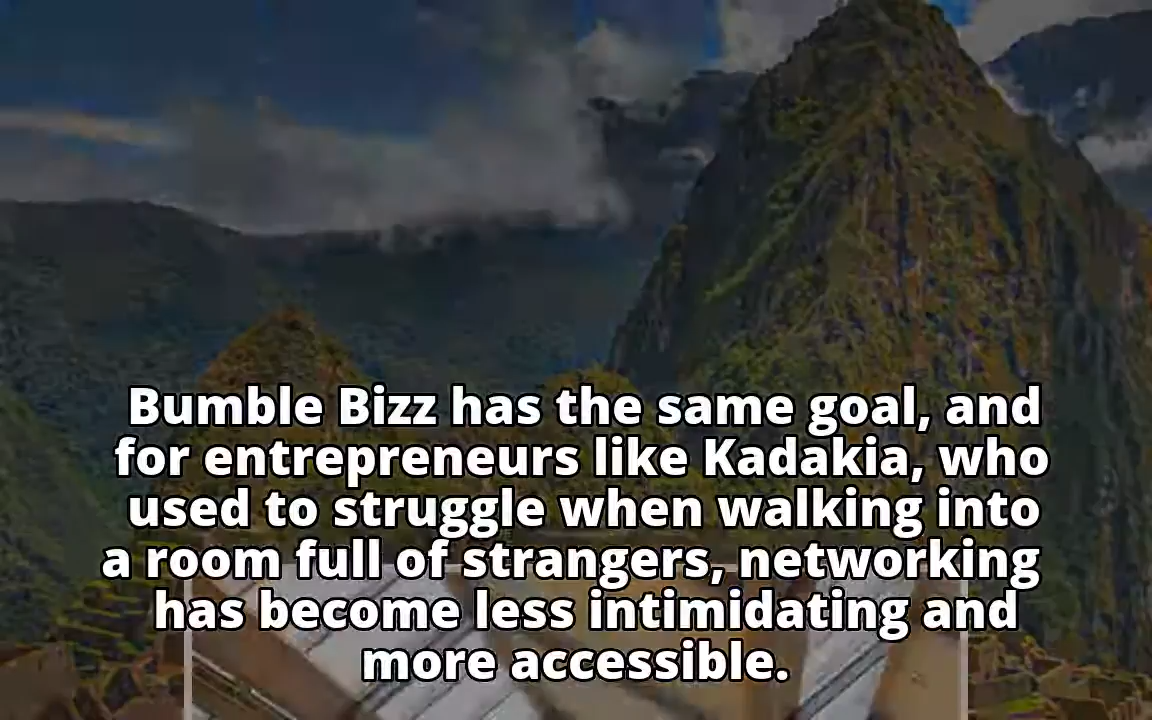 Bumble Bizz has the same goal, and
for entrepreneurs like Kadakia, who
used to struggle when walking into
a room full of strangers, networking
has become less intimidating and
more accessible.